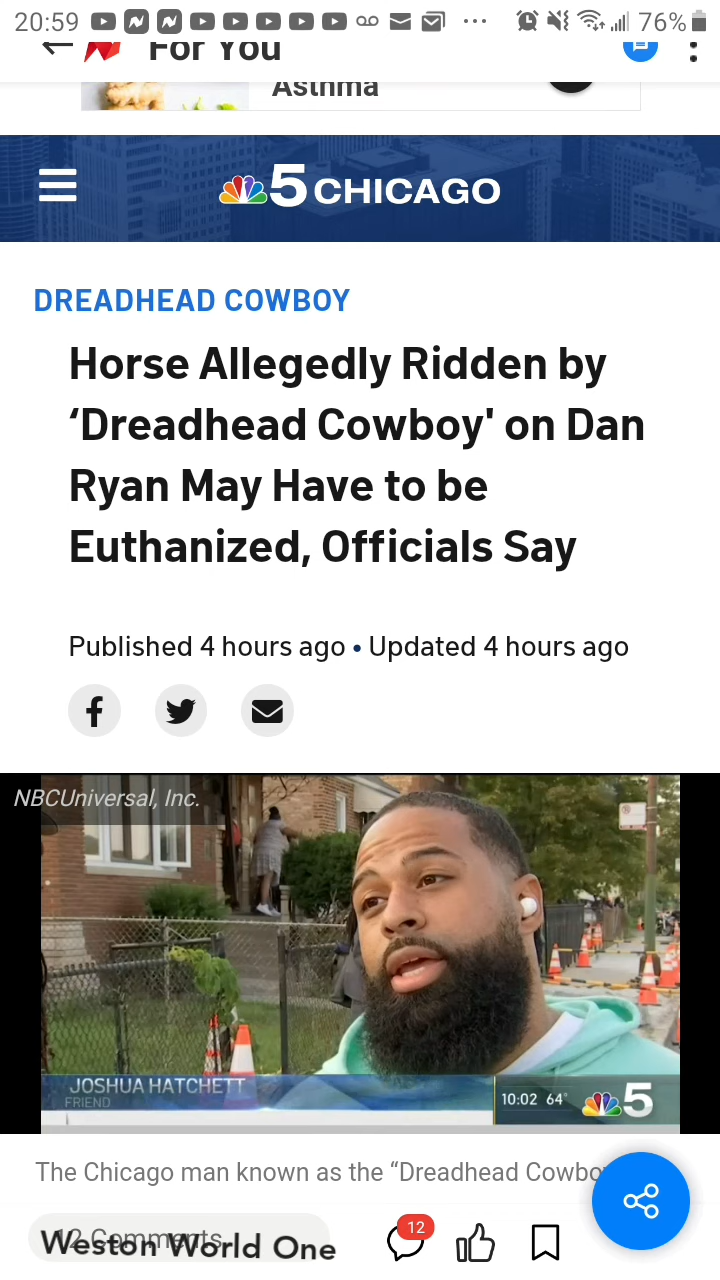 20:59 76%
For You
Asthma
5 CHICAGO
DREADHEAD COWBOY
Horse Allegedly Ridden by
‘Dreadhead Cowboy' on Dan
Ryan May Have to be
Euthanized, Officials Say
Published 4 hours ago • Updated 4 hours ago
NBCUniversal, Inc.
JOSHUA HATCHETT
FRIEND
10:02 64° 5
The Chicago man known as the “Dreadhead Cowbo
12 Comments
Weston World One
12